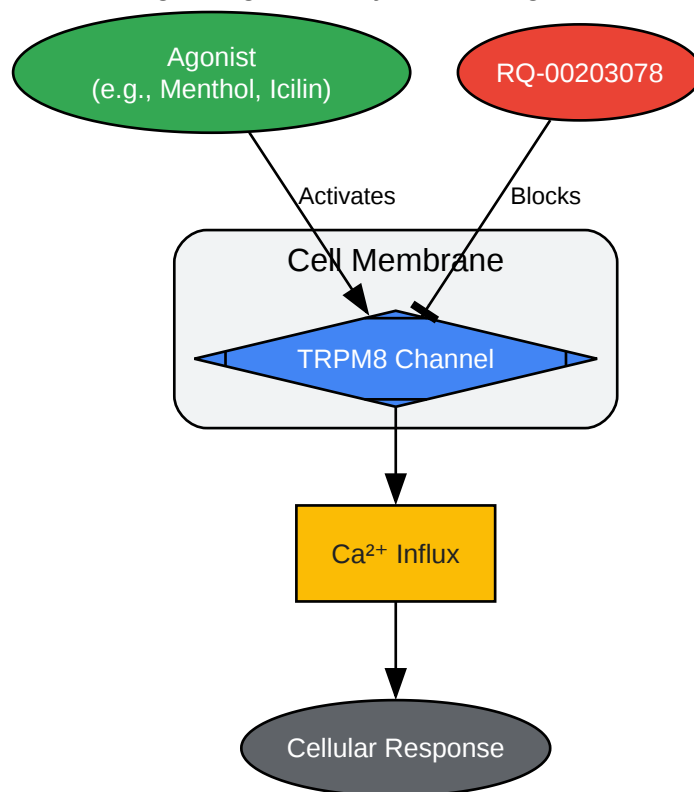 Agonist
(e.g., Menthol, Icilin)
RQ-00203078
Activates
Blocks
Cell Membrane
TRPM8 Channel
Ca²⁺ Influx
Cellular Response